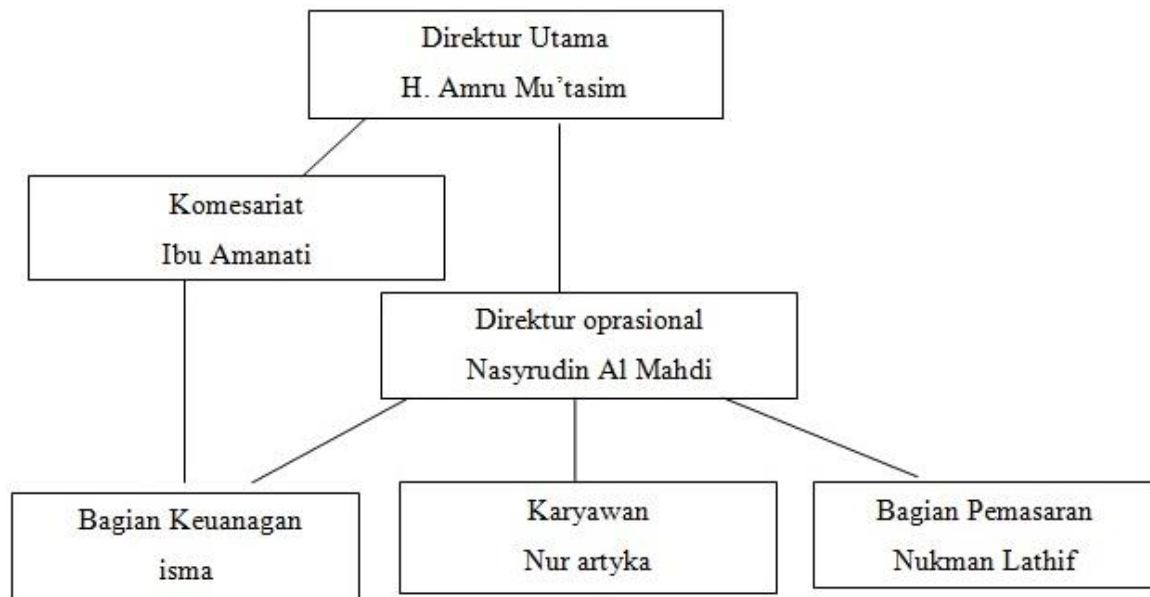 Direktur Utama
H. Amru Mu’tasim
Komesariat
Ibu Amanati
Direktur oprasional
Nasyrudin Al Mahdi
Bagian Keuanagan
isma
Karyawan
Nur artyka
Bagian Pemasaran
Nukman Lathif